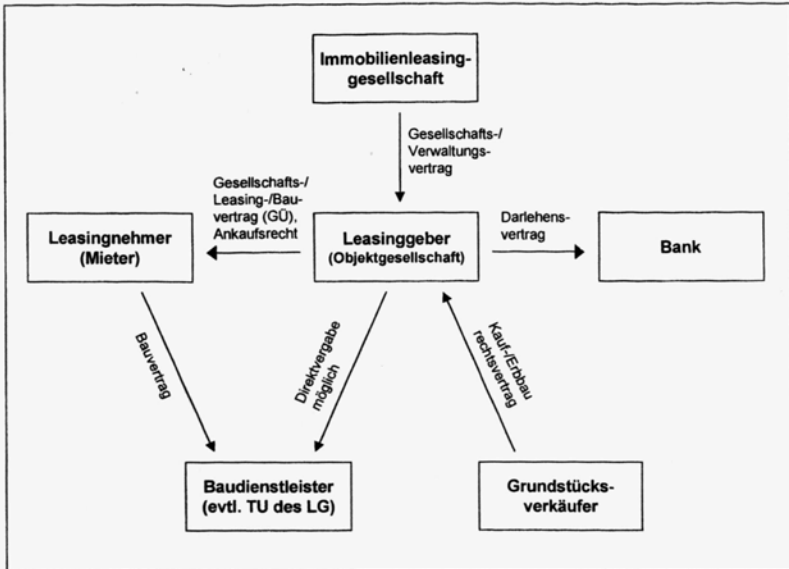 Immobilienleasing-
gesellschaft
Gesellschafts-/
Verwaltungs-
vertrag
Gesellschafts-/
Leasing-/Bau-
vertrag (GÜ),
Ankaufsrecht
Darlehens-
vertrag
Leasingnehmer
(Mieter)
Leasinggeber
(Objektgesellschaft)
Bank
Bauvertrag
Direktvergabe
möglich
Kauf-/Erbbau
rechtsvertrag
Baudienstleister
(evtl. TU des LG)
Grundstücks-
verkäufer